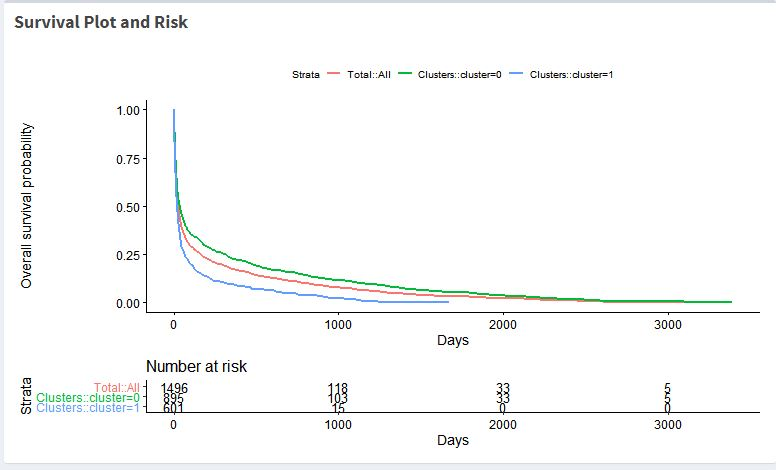 Survival Plot and Risk
Strata Total::All Clusters::cluster=0 Clusters::cluster=1
Overall survival probability
1.00
0.75
0.50
0.25
0.00
0 1000 2000 3000
Days
Number at risk
Strata
Total::All 1496 118 33 5
Clusters::cluster=0 895 103 33 5
Clusters::cluster=1 601 15 0 0
0 1000 2000 3000
Days